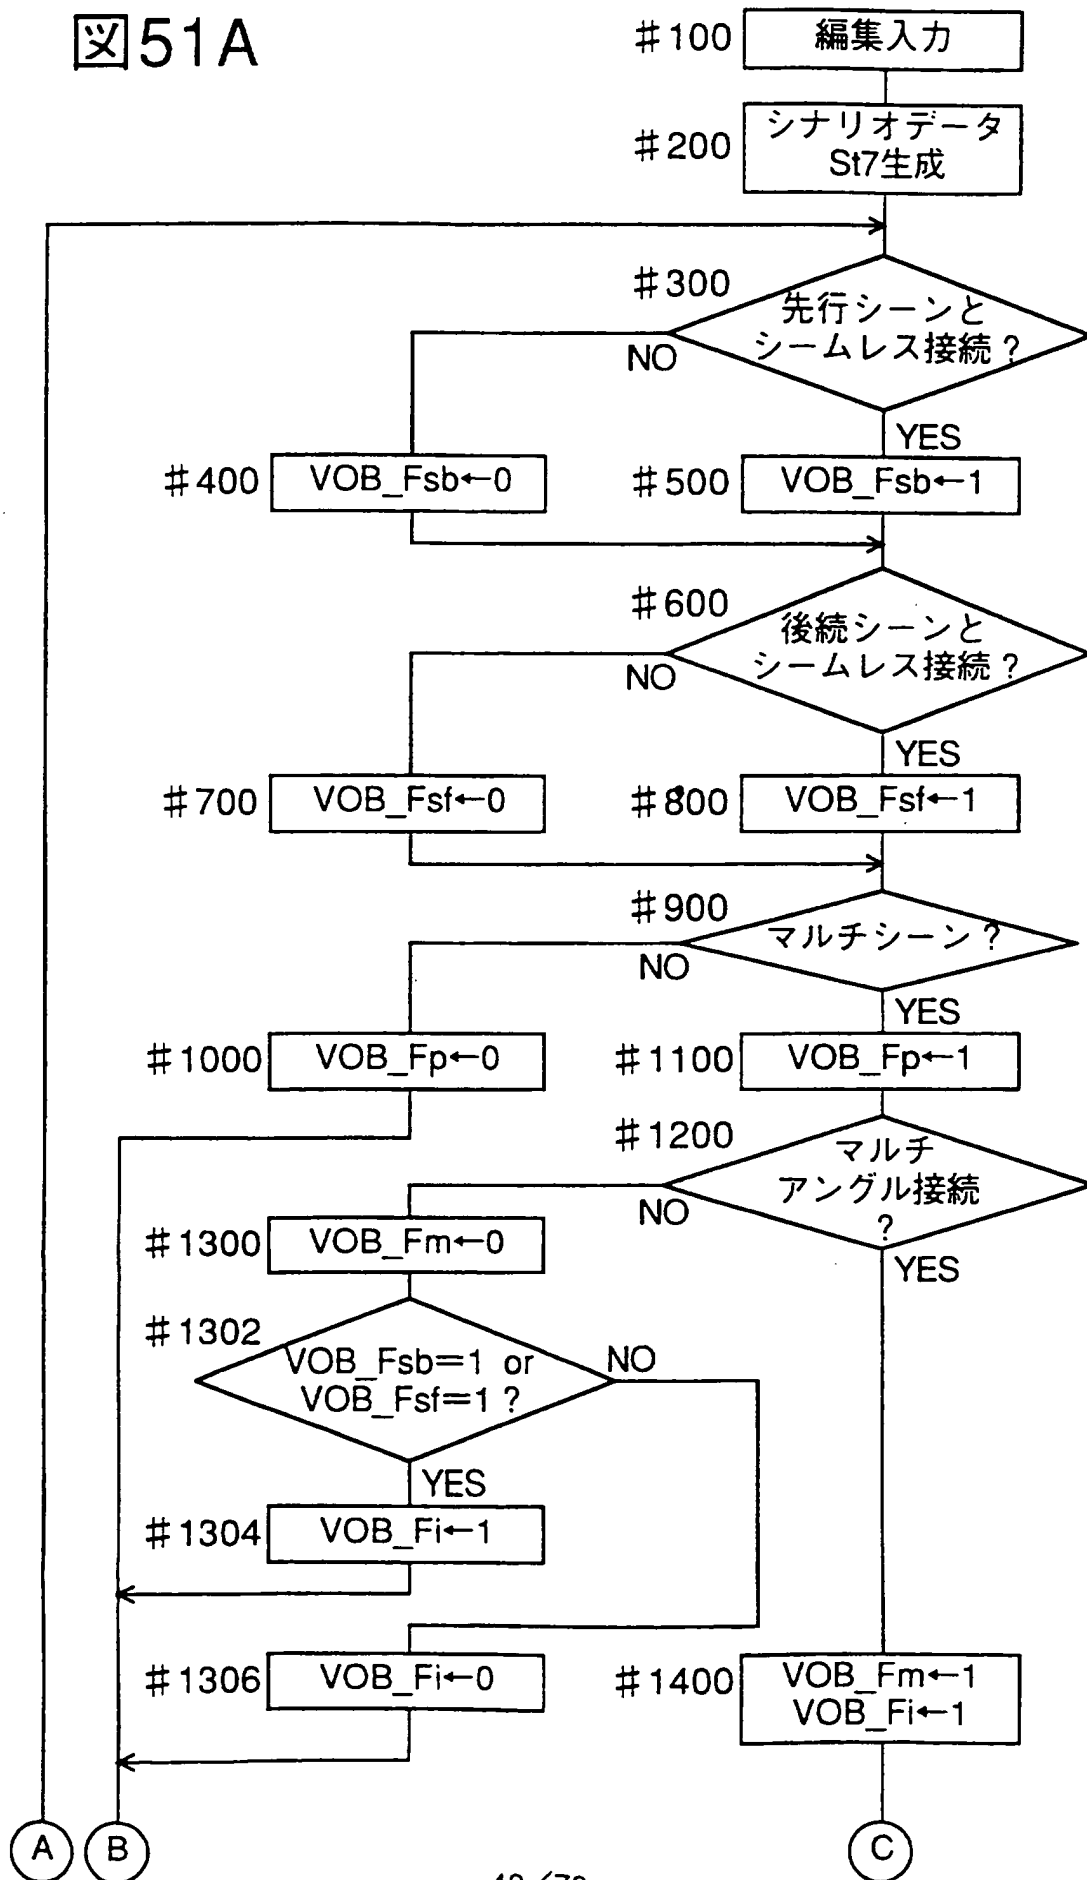 図51A
#100 編集入力
#200 シナリオデータ
St7生成
#300 先行シーンと
シームレス接続?
NO
YES
#400 VOB_Fsb←0
#500 VOB_Fsb←1
#600 後続シーンと
シームレス接続?
NO
YES
#700 VOB_Fsf←0
#800 VOB_Fsf←1
#900 マルチシーン?
NO
YES
#1000 VOB_Fp←0
#1100 VOB_Fp←1
#1200 マルチ
アングル接続
?
NO
YES
#1300 VOB_Fm←0
#1302 VOB_Fsb=1 or
VOB_Fsf=1?
NO
YES
#1304 VOB_Fi←1
#1306 VOB_Fi←0
#1400 VOB_Fm←1
VOB_Fi←1
A
B
C